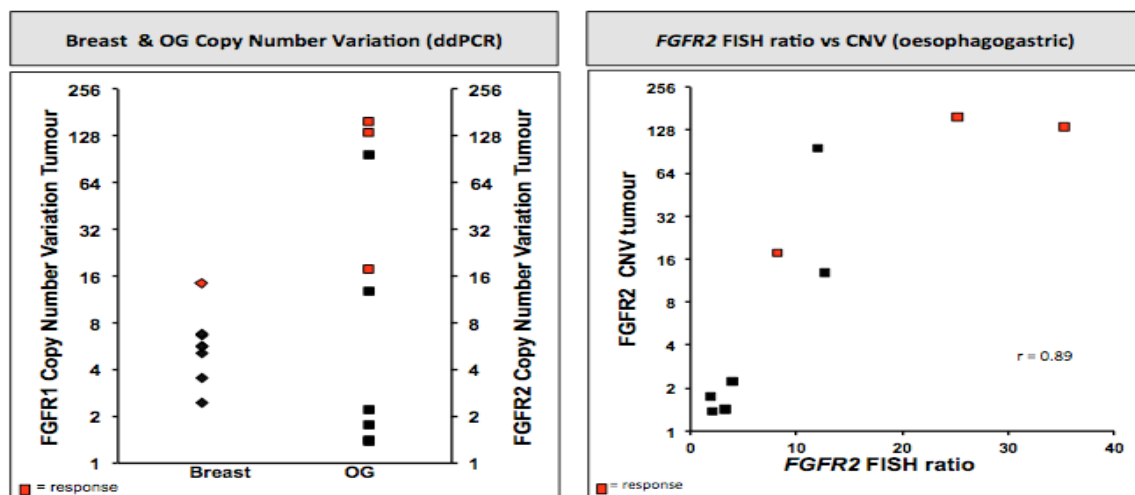 Breast & OG Copy Number Variation (ddPCR)
FGFR1 Copy Number Variation Tumour
256
128
64
32
16
8
4
2
1
256
128
64
32
16
8
4
2
1
FGFR2 Copy Number Variation Tumour
Breast
OG
= response
FGFR2 FISH ratio vs CNV (oesophagogastric)
FGFR2 CNV tumour
256
128
64
32
16
8
4
2
1
r = 0.89
0
10
20
30
40
FGFR2 FISH ratio
= response